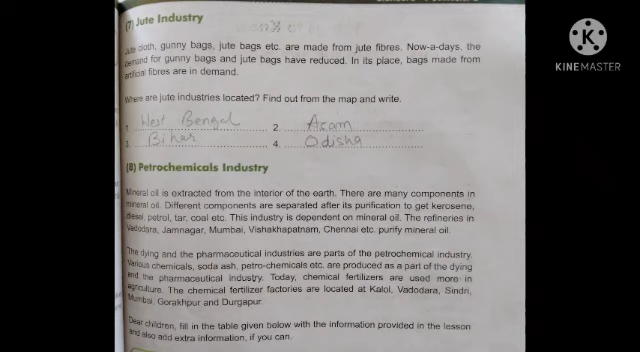 (7) Jute Industry
Jute cloth, gunny bags, jute bags etc. are made from jute fibres. Now-a-days, the
demand for gunny bags and jute bags have reduced. In its place, bags made from
artificial fibres are in demand.
Where are jute industries located? Find out from the map and write.
1. West Bengal 2. Asam
3. Bihar 4. Odisha
(8) Petrochemicals Industry
Mineral oil is extracted from the interior of the earth. There are many components in
mineral oil. Different components are separated after its purification to get kerosene,
diesel, petrol, tar, coal etc. This industry is dependent on mineral oil. The refineries in
Vadodara, Jamnagar, Mumbai, Vishakhapatnam, Chennai etc. purify mineral oil.
The dying and the pharmaceutical industries are parts of the petrochemical industry.
Various chemicals, soda ash, petro-chemicals etc. are produced as a part of the dying
and the pharmaceutical industry. Today, chemical fertilizers are used more in
agriculture. The chemical fertilizer factories are located at Kalol, Vadodara, Sindri,
Mumbai, Gorakhpur and Durgapur.
Dear children, fill in the table given below with the information provided in the lesson
and also add extra information, if you can.
KINEMASTER